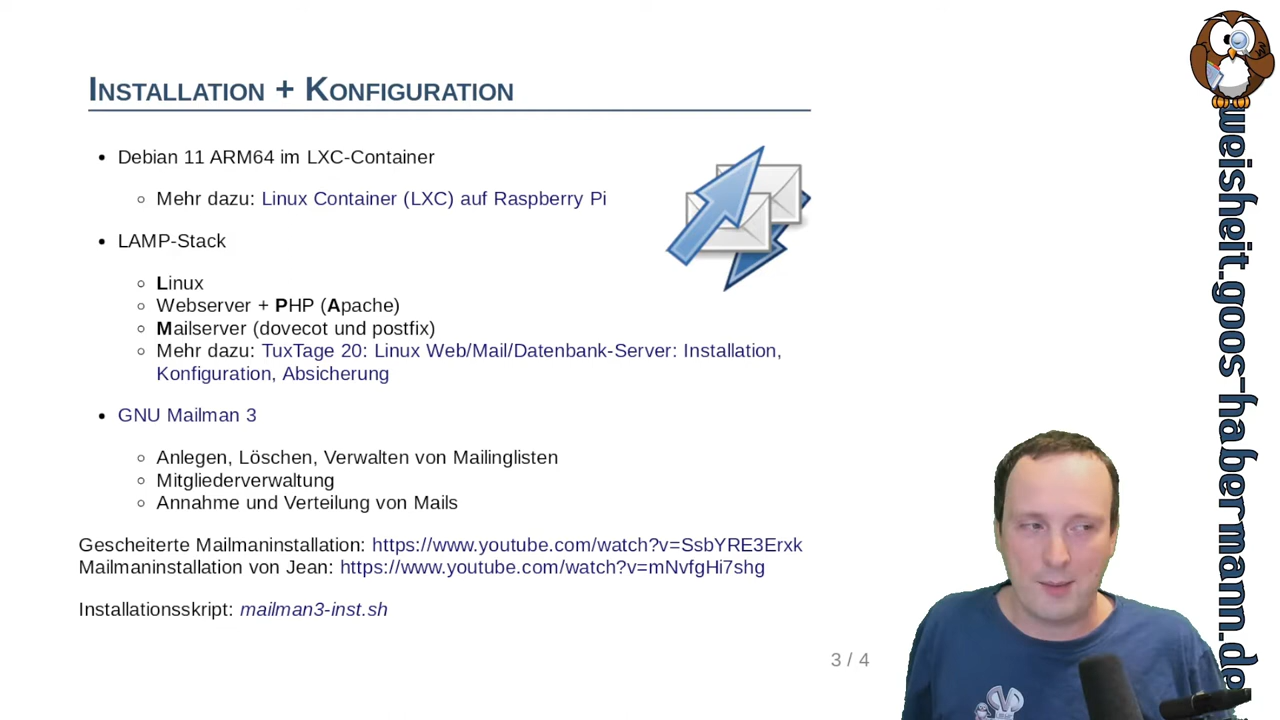 Installation + Konfiguration
Debian 11 ARM64 im LXC-Container
Mehr dazu: Linux Container (LXC) auf Raspberry Pi
LAMP-Stack
Linux
Webserver + PHP (Apache)
Mailserver (dovecot und postfix)
Mehr dazu: TuxTage 20: Linux Web/Mail/Datenbank-Server: Installation,
Konfiguration, Absicherung
GNU Mailman 3
Anlegen, Löschen, Verwalten von Mailinglisten
Mitgliederverwaltung
Annahme und Verteilung von Mails
Gescheiterte Mailmaninstallation: https://www.youtube.com/watch?v=SsbYRE3Erxk
Mailmaninstallation von Jean: https://www.youtube.com/watch?v=mNvfgHi7shg
Installationsskript: mailman3-inst.sh
3 / 4
weisheit.goos-habermann.de